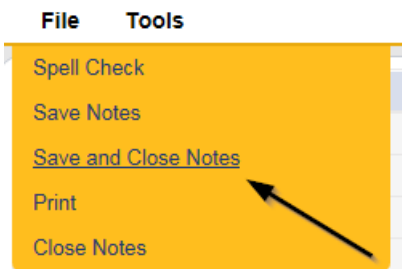 File Tools
Spell Check
Save Notes
Save and Close Notes
Print
Close Notes